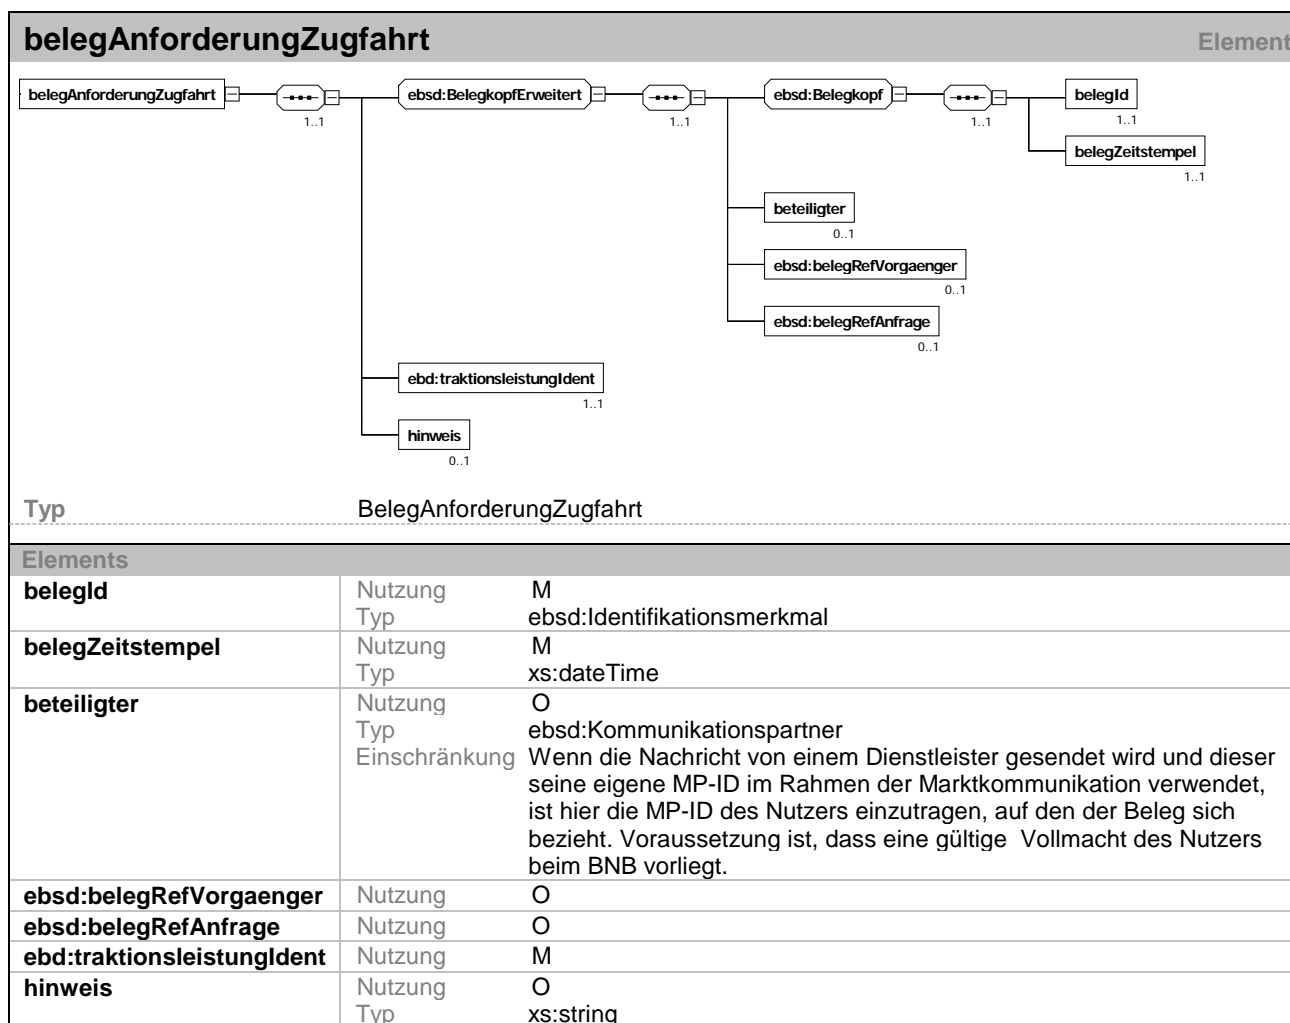 belegAnforderungZugfahrt Element
belegAnforderungZugfahrt
1..1
ebsd:BelegkopfErweitert
1..1
ebsd:Belegkopf
1..1
belegId
1..1
belegZeitstempel
1..1
beteiligter
0..1
ebsd:belegRefVorgaenger
0..1
ebsd:belegRefAnfrage
0..1
ebd:traktionsleistungIdent
1..1
hinweis
0..1
Typ BelegAnforderungZugfahrt
Elements
belegId Nutzung M
Typ ebsd:Identifikationsmerkmal
belegZeitstempel Nutzung M
Typ xs:dateTime
beteiligter Nutzung O
Typ ebsd:Kommunikationspartner
Einschränkung Wenn die Nachricht von einem Dienstleister gesendet wird und dieser
seine eigene MP-ID im Rahmen der Marktkommunikation verwendet,
ist hier die MP-ID des Nutzers einzutragen, auf den der Beleg sich
bezieht. Voraussetzung ist, dass eine gültige Vollmacht des Nutzers
beim BNB vorliegt.
ebsd:belegRefVorgaenger Nutzung O
ebsd:belegRefAnfrage Nutzung O
ebd:traktionsleistungIdent Nutzung M
hinweis Nutzung O
Typ xs:string